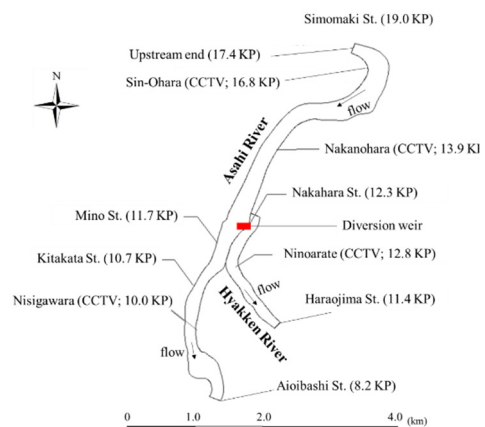 Simomaki St. (19.0 KP)
Upstream end (17.4 KP)
Sin-Ohara (CCTV; 16.8 KP)
N
flow
Asahi River
Nakanohara (CCTV; 13.9 K
Nakahara St. (12.3 KP)
Mino St. (11.7 KP)
Diversion weir
Kitakata St. (10.7 KP)
Ninoarate (CCTV; 12.8 KP)
flow
Nisigawara (CCTV; 10.0 KP)
Haraojima St. (11.4 KP)
Hyakken River
flow
Aioibashi St. (8.2 KP)
0 1.0 2.0 4.0 (km)